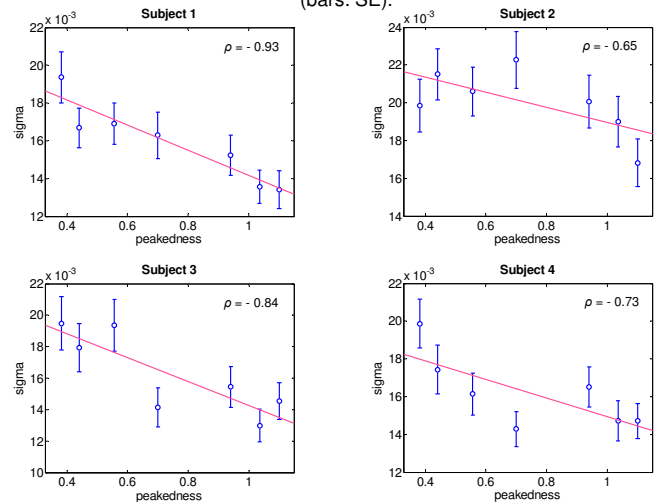 (bars: SE).
Subject 1
x 10⁻³
22
20
18
16
14
12
sigma
0.4
0.6
0.8
1
peakedness
ρ = - 0.93
Subject 2
x 10⁻³
24
22
20
18
16
14
sigma
0.4
0.6
0.8
1
peakedness
ρ = - 0.65
Subject 3
x 10⁻³
22
20
18
16
14
12
10
sigma
0.4
0.6
0.8
1
peakedness
ρ = - 0.84
Subject 4
x 10⁻³
22
20
18
16
14
12
sigma
0.4
0.6
0.8
1
peakedness
ρ = - 0.73